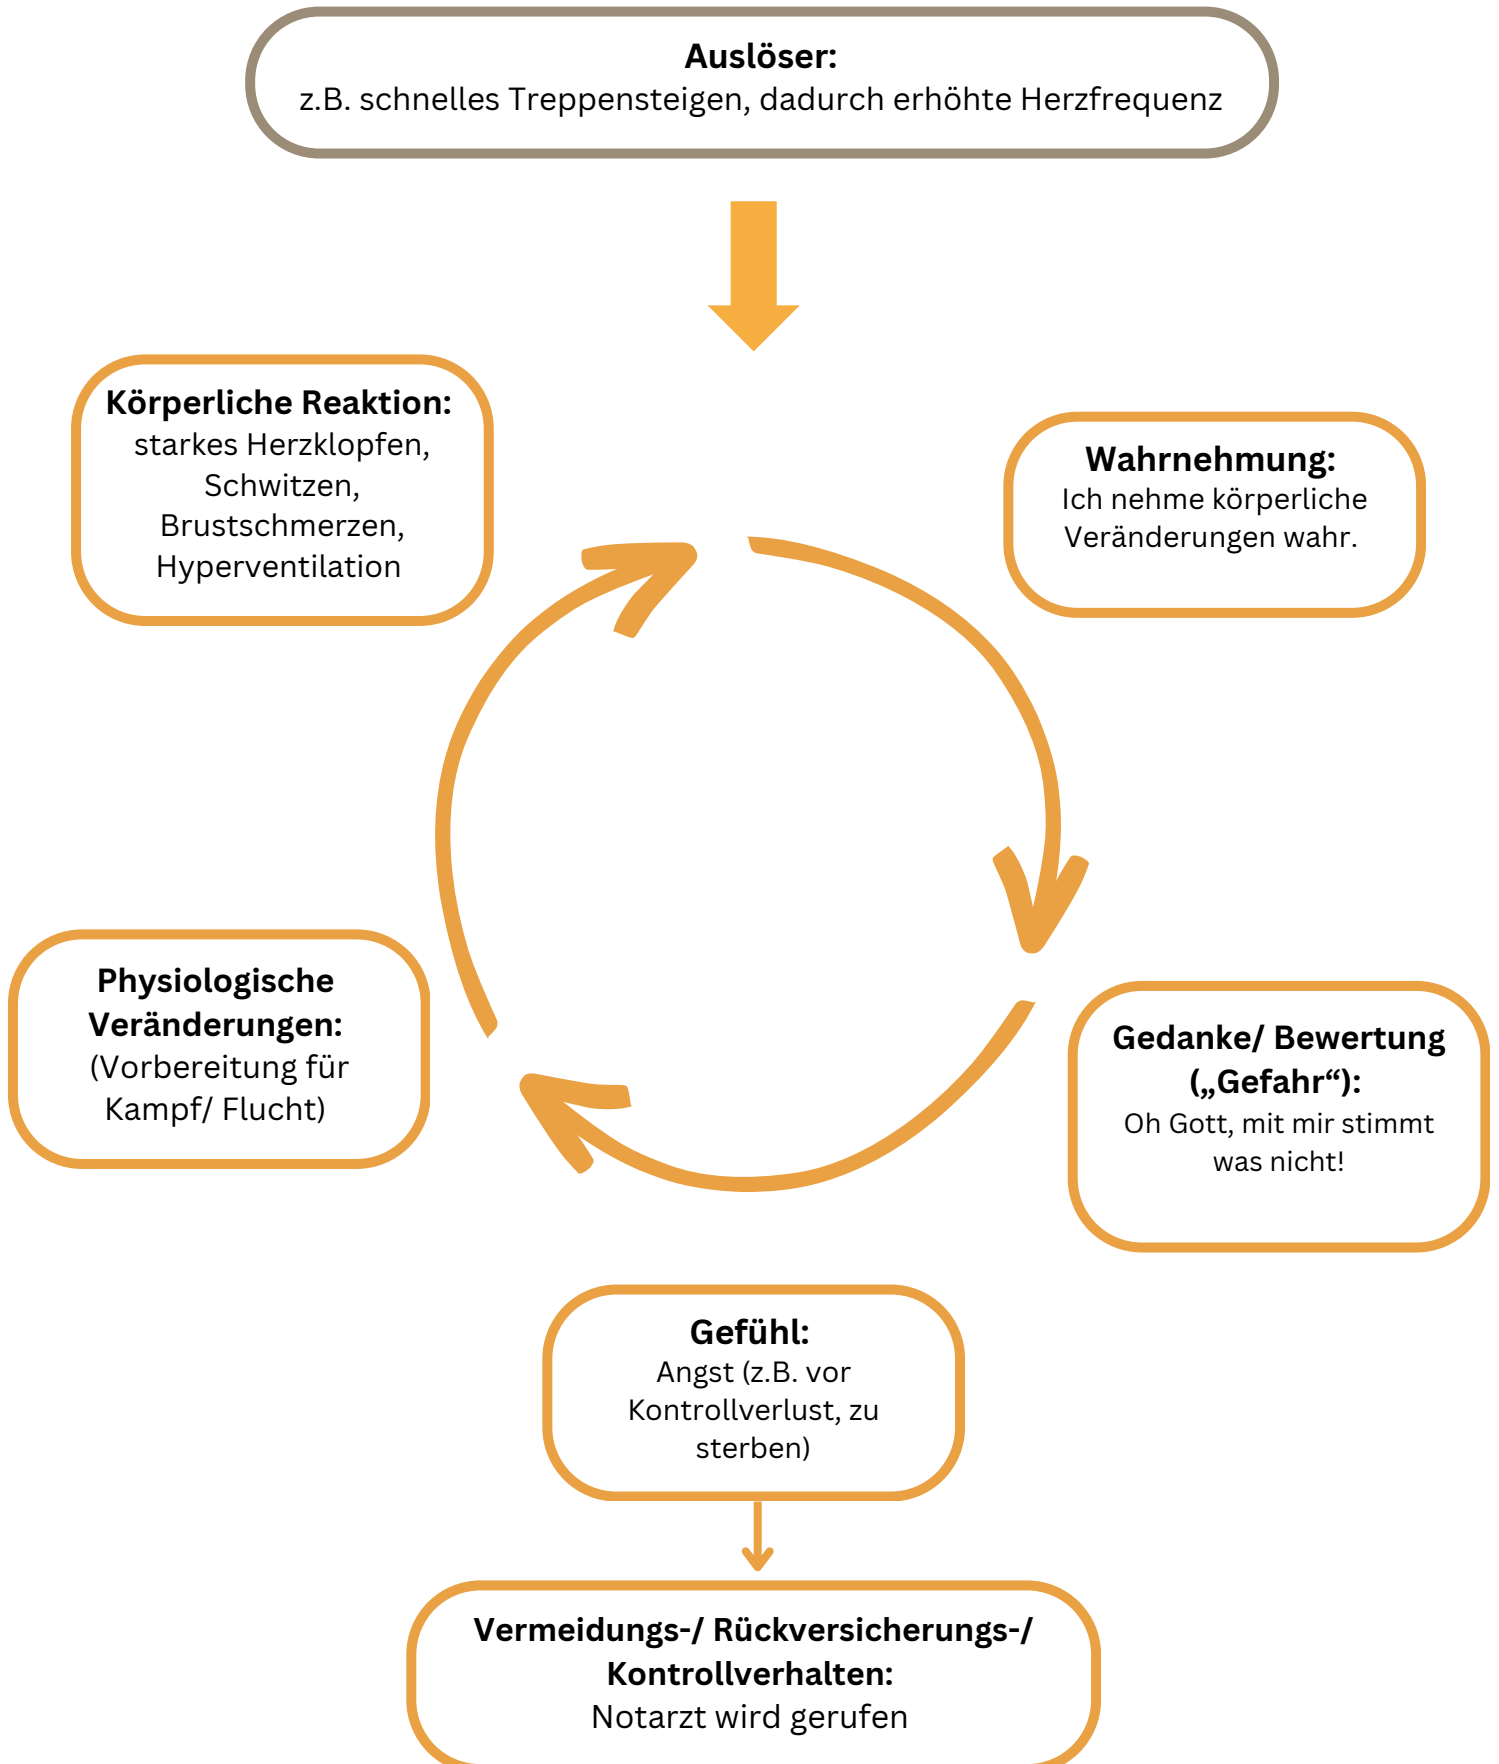 Auslöser:
z.B. schnelles Treppensteigen, dadurch erhöhte Herzfrequenz
Körperliche Reaktion:
starkes Herzklopfen,
Schwitzen,
Brustschmerzen,
Hyperventilation
Wahrnehmung:
Ich nehme körperliche
Veränderungen wahr.
Physiologische
Veränderungen:
(Vorbereitung für
Kampf/ Flucht)
Gedanke/ Bewertung
(„Gefahr“):
Oh Gott, mit mir stimmt
was nicht!
Gefühl:
Angst (z.B. vor
Kontrollverlust, zu
sterben)
Vermeidungs-/ Rückversicherungs-/
Kontrollverhalten:
Notarzt wird gerufen